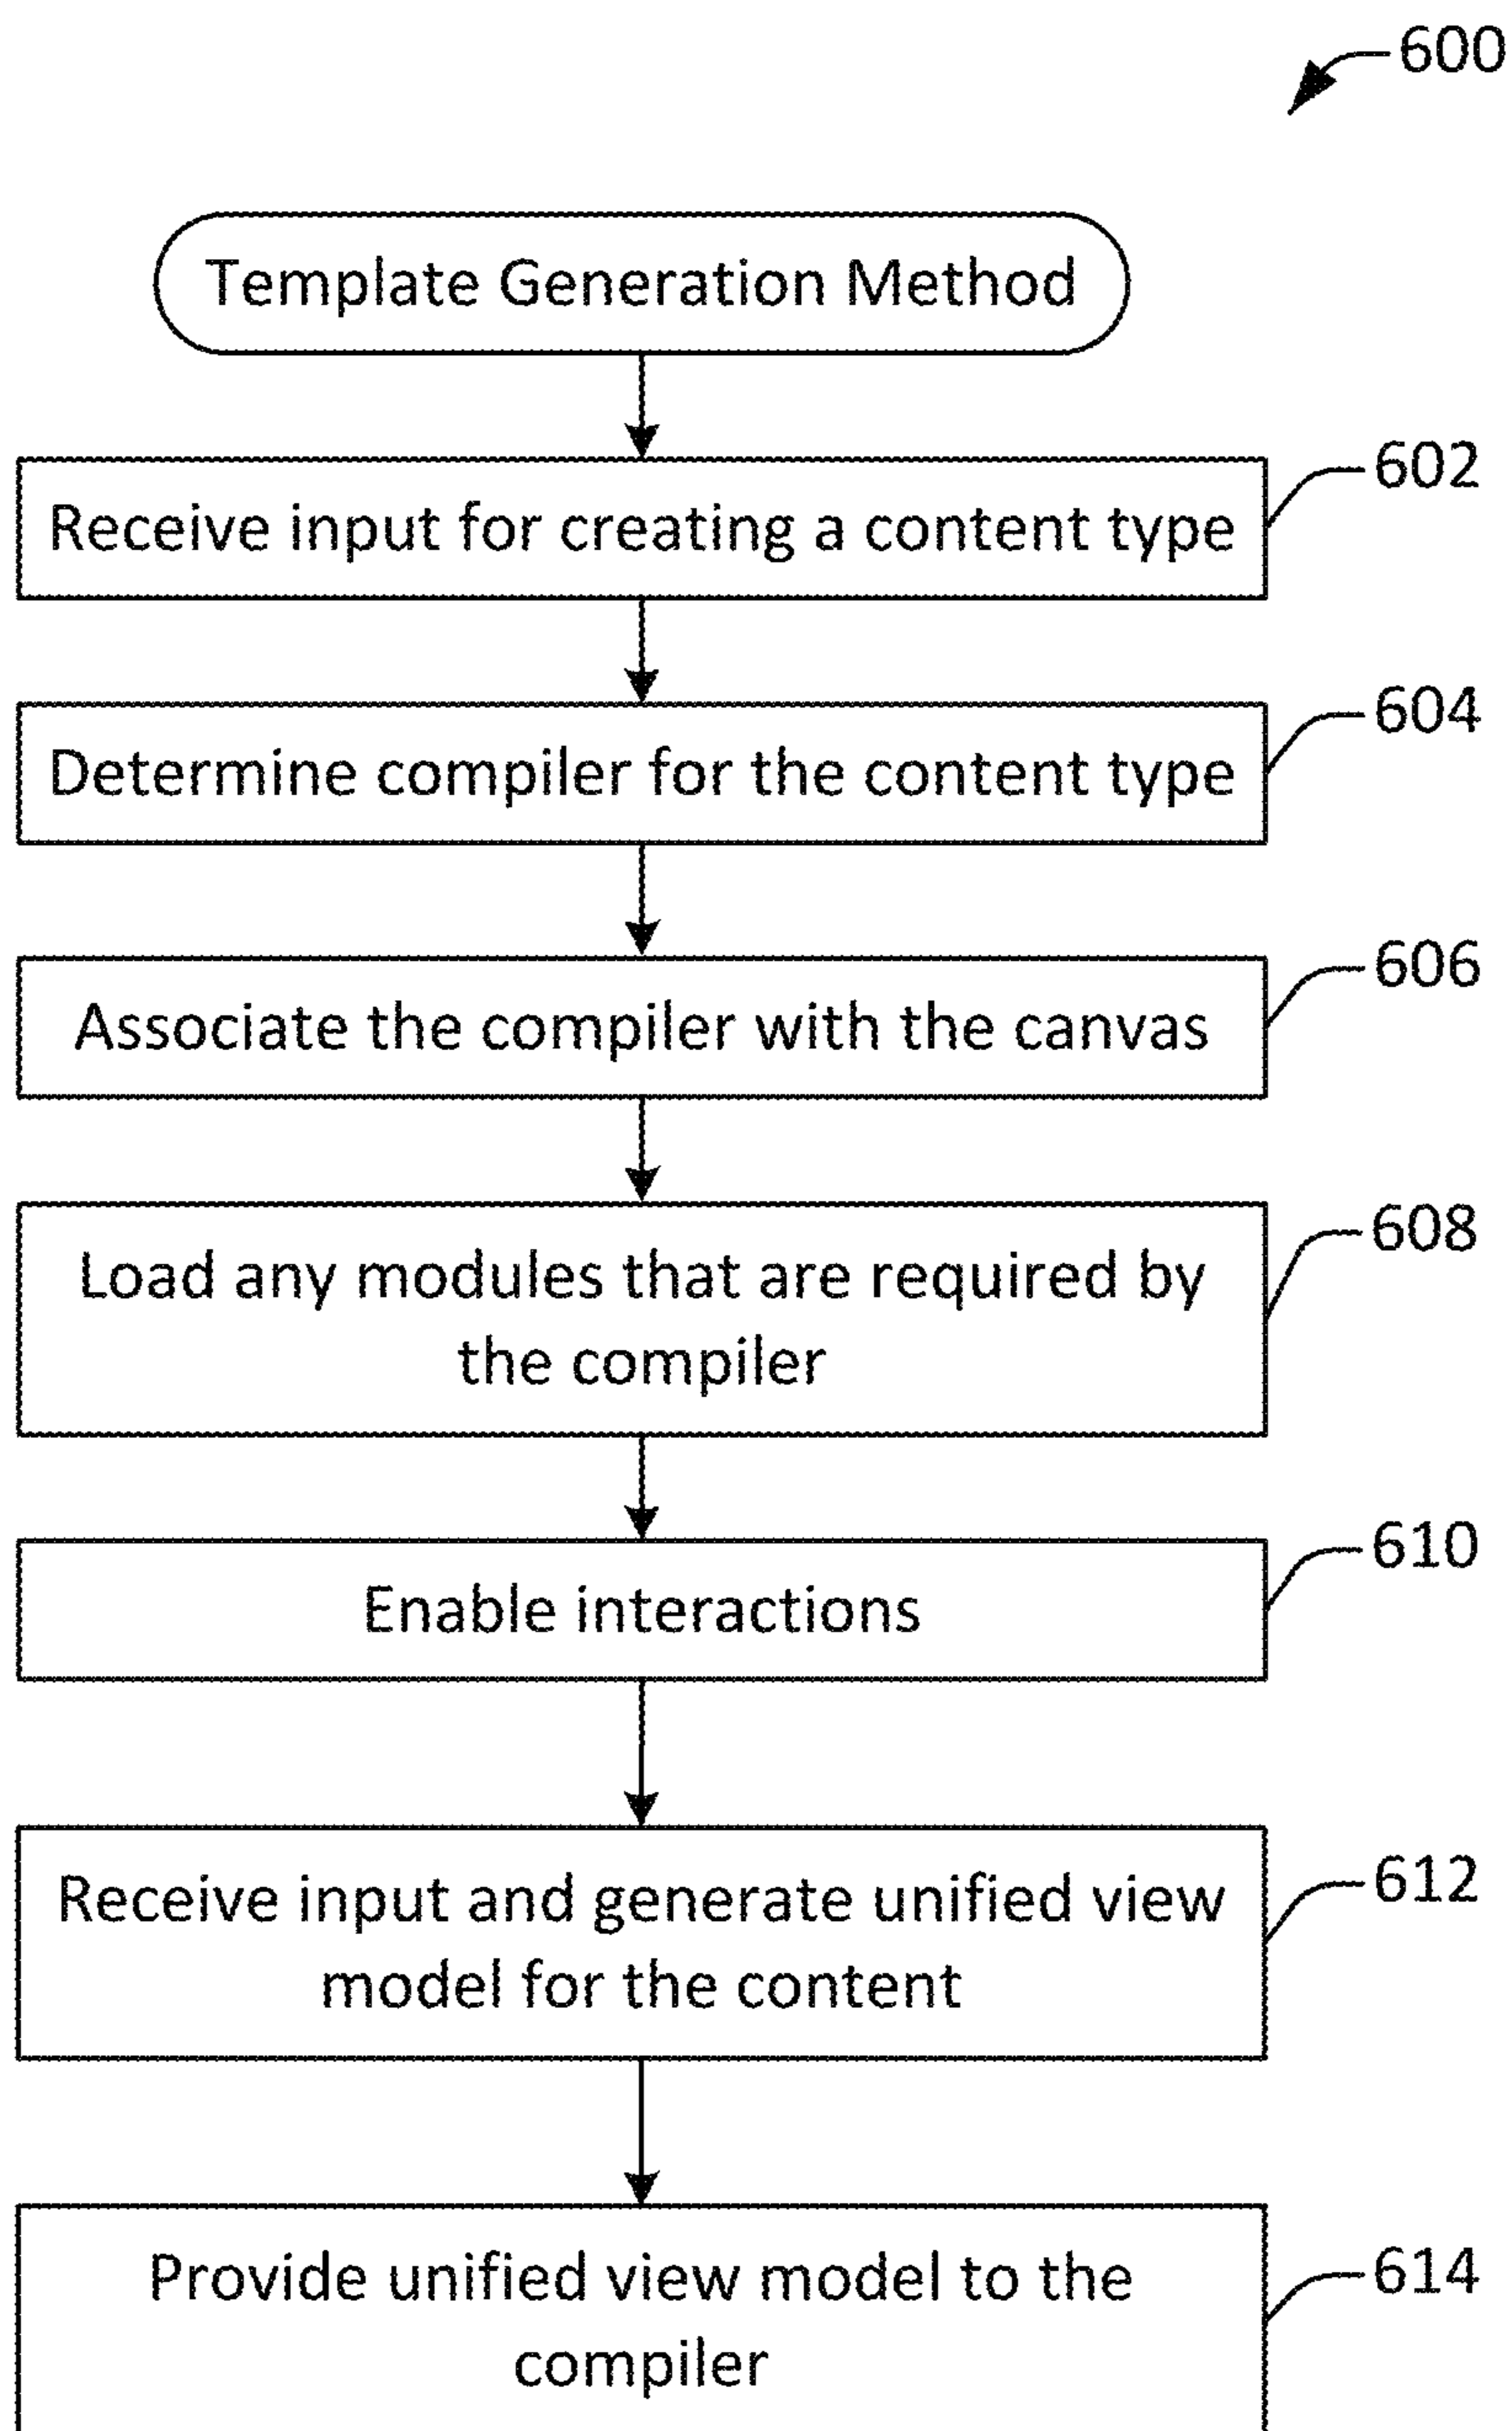 600
Template Generation Method
602
Receive input for creating a content type
604
Determine compiler for the content type
606
Associate the compiler with the canvas
608
Load any modules that are required by
the compiler
610
Enable interactions
612
Receive input and generate unified view
model for the content
614
Provide unified view model to the
compiler